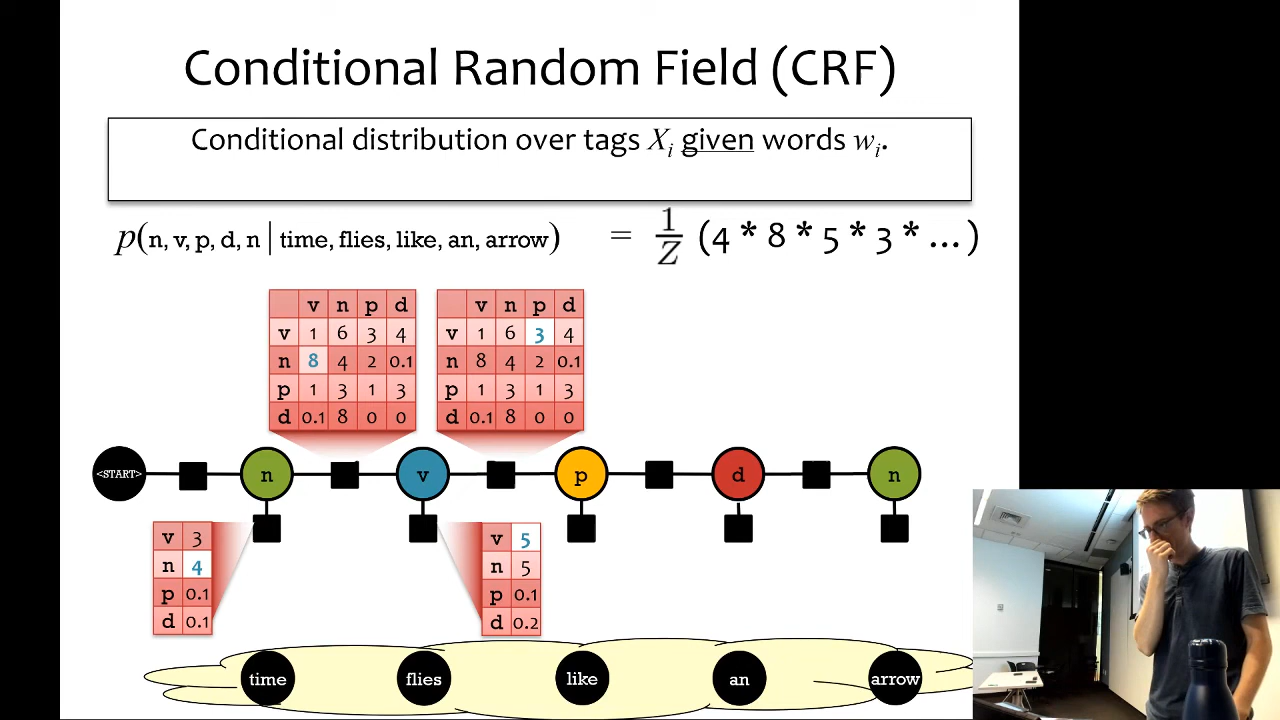 Conditional Random Field (CRF)
Conditional distribution over tags Xi given words wi.
p(n, v, p, d, n | time, flies, like, an, arrow) = 1/Z (4 * 8 * 5 * 3 * …)
v n p d
v 1 6 3 4
n 8 4 2 0.1
p 1 3 1 3
d 0.1 8 0 0
v n p d
v 1 6 3 4
n 8 4 2 0.1
p 1 3 1 3
d 0.1 8 0 0
<START> n v p d n
v 3
n 4
p 0.1
d 0.1
v 5
n 5
p 0.1
d 0.2
time flies like an arrow